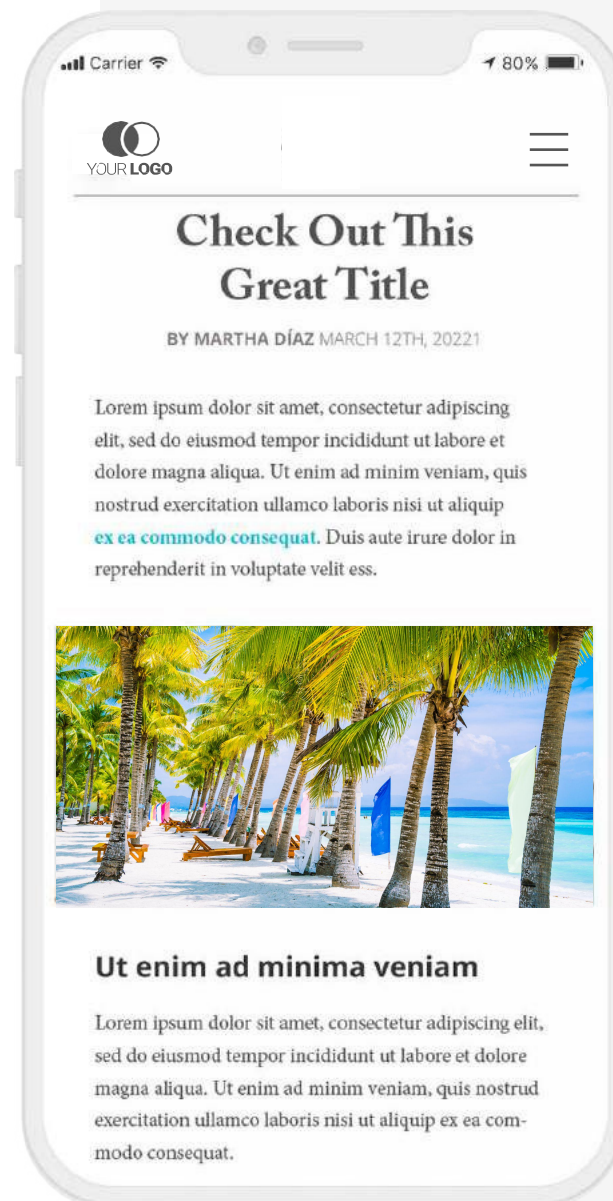 Carrier 80%
YOUR LOGO
Check Out This
Great Title
BY MARTHA DÍAZ MARCH 12TH, 20221
Lorem ipsum dolor sit amet, consectetur adipiscing
elit, sed do eiusmod tempor incididunt ut labore et
dolore magna aliqua. Ut enim ad minim veniam, quis
nostrud exercitation ullamco laboris nisi ut aliquip
ex ea commodo consequat. Duis aute irure dolor in
reprehenderit in voluptate velit ess.
Ut enim ad minima veniam
Lorem ipsum dolor sit amet, consectetur adipiscing elit,
sed do eiusmod tempor incididunt ut labore et dolore
magna aliqua. Ut enim ad minim veniam, quis nostrud
exercitation ullamco laboris nisi ut aliquip ex ea com-
modo consequat.